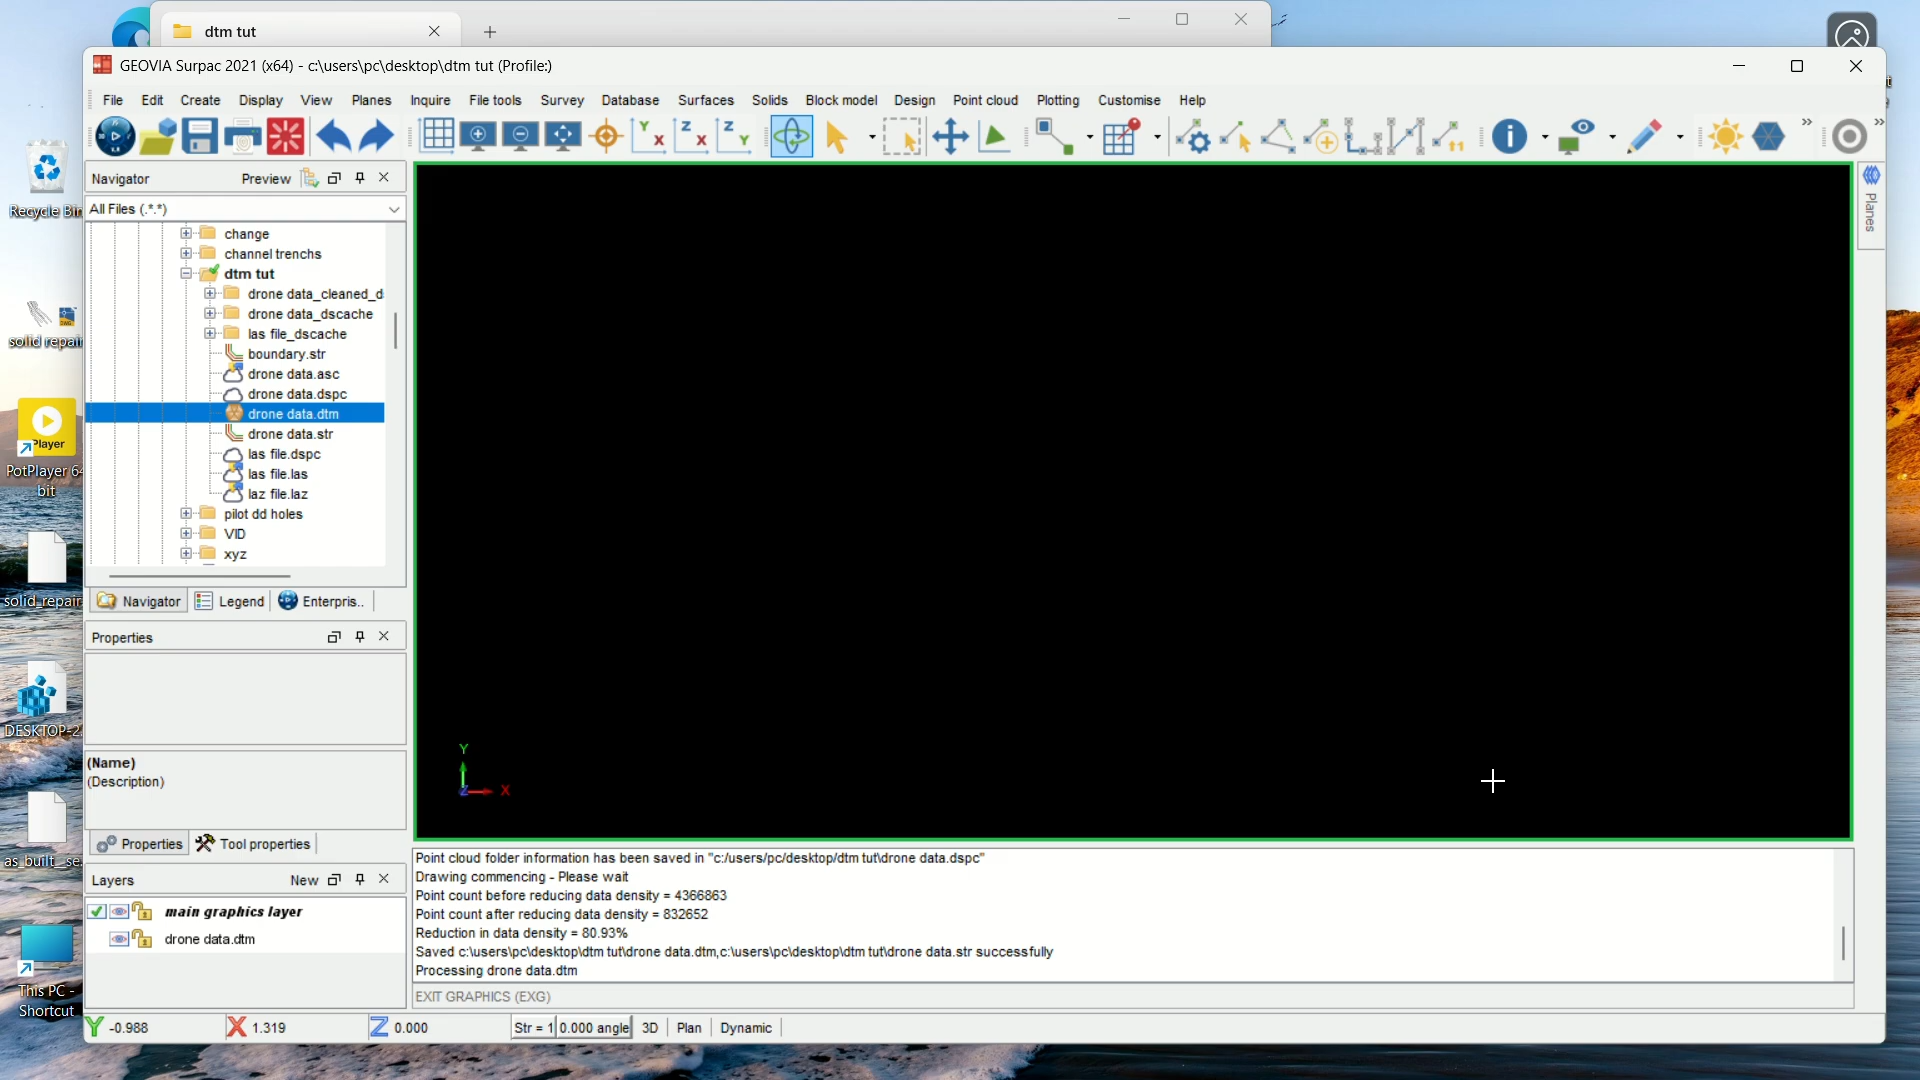 dtm tut
GEOVIA Surpac 2021 (x64) - c:\users\pc\desktop\dtm tut (Profile:)
File Edit Create Display View Planes Inquire File tools Survey Database Surfaces Solids Block model Design Point cloud Plotting Customise Help
Y X Z X Z Y
Navigator Preview
All Files (*.*)
change
channel trenchs
dtm tut
drone data_cleaned_d
drone data_dscache
las file_dscache
boundary.str
drone data.asc
drone data.dspc
drone data.dtm
drone data.str
las file.dspc
las file.las
laz file.laz
pilot dd holes
VID
xyz
Navigator Legend Enterpris..
Properties
(Name)
(Description)
Properties Tool properties
Layers New
main graphics layer
drone data.dtm
Planes
Y
Z X
Point cloud folder information has been saved in "c:/users/pc/desktop/dtm tut\drone data.dspc"
Drawing commencing - Please wait
Point count before reducing data density = 4366863
Point count after reducing data density = 832652
Reduction in data density = 80.93%
Saved c:\users\pc\desktop\dtm tut\drone data.dtm,c:\users\pc\desktop\dtm tut\drone data.str successfully
Processing drone data.dtm
EXIT GRAPHICS (EXG)
Y -0.988 X 1.319 Z 0.000 Str = 1 0.000 angle 3D Plan Dynamic
Recycle Bin
solid repair
Player
PotPlayer 64
bit
solid_repair
DESKTOP-2
as_built_se
This PC -
Shortcut